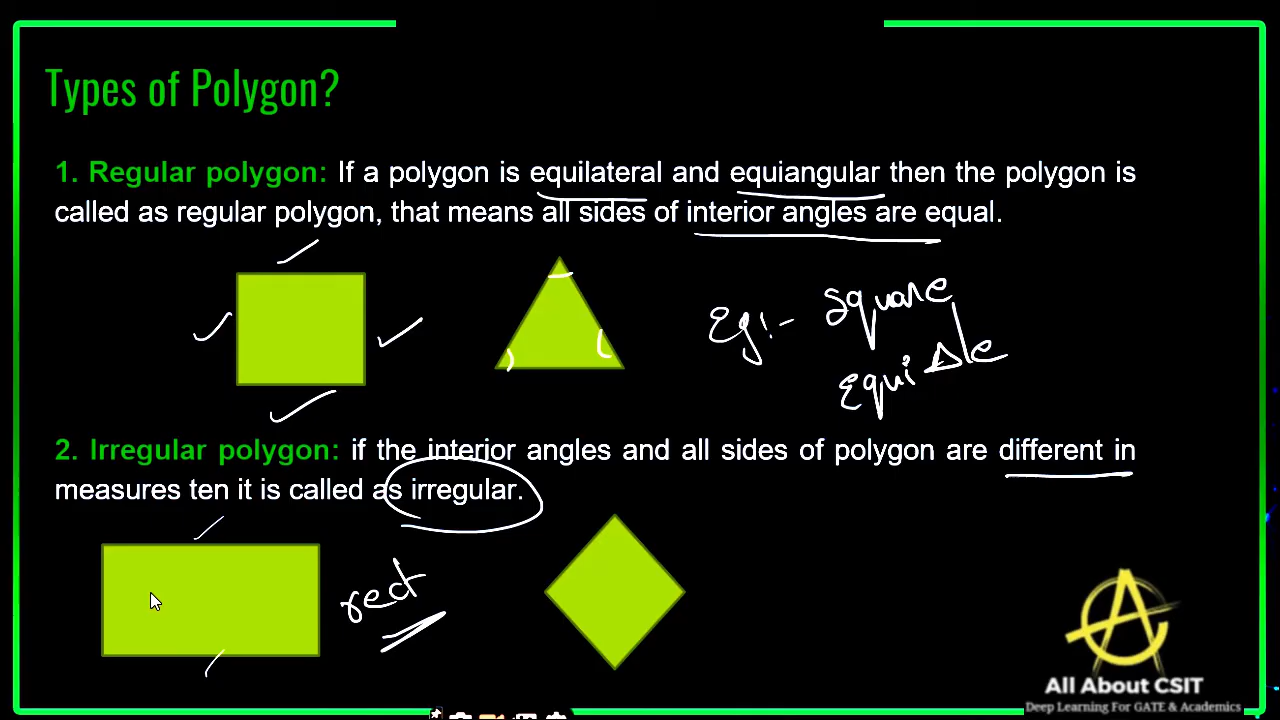 Types of Polygon?
1. Regular polygon: If a polygon is equilateral and equiangular then the polygon is
called as regular polygon, that means all sides of interior angles are equal.
Eg:- square
Equi Δle
2. Irregular polygon: if the interior angles and all sides of polygon are different in
measures ten it is called as irregular.
rect
All About CSIT
Deep Learning For GATE & Academics